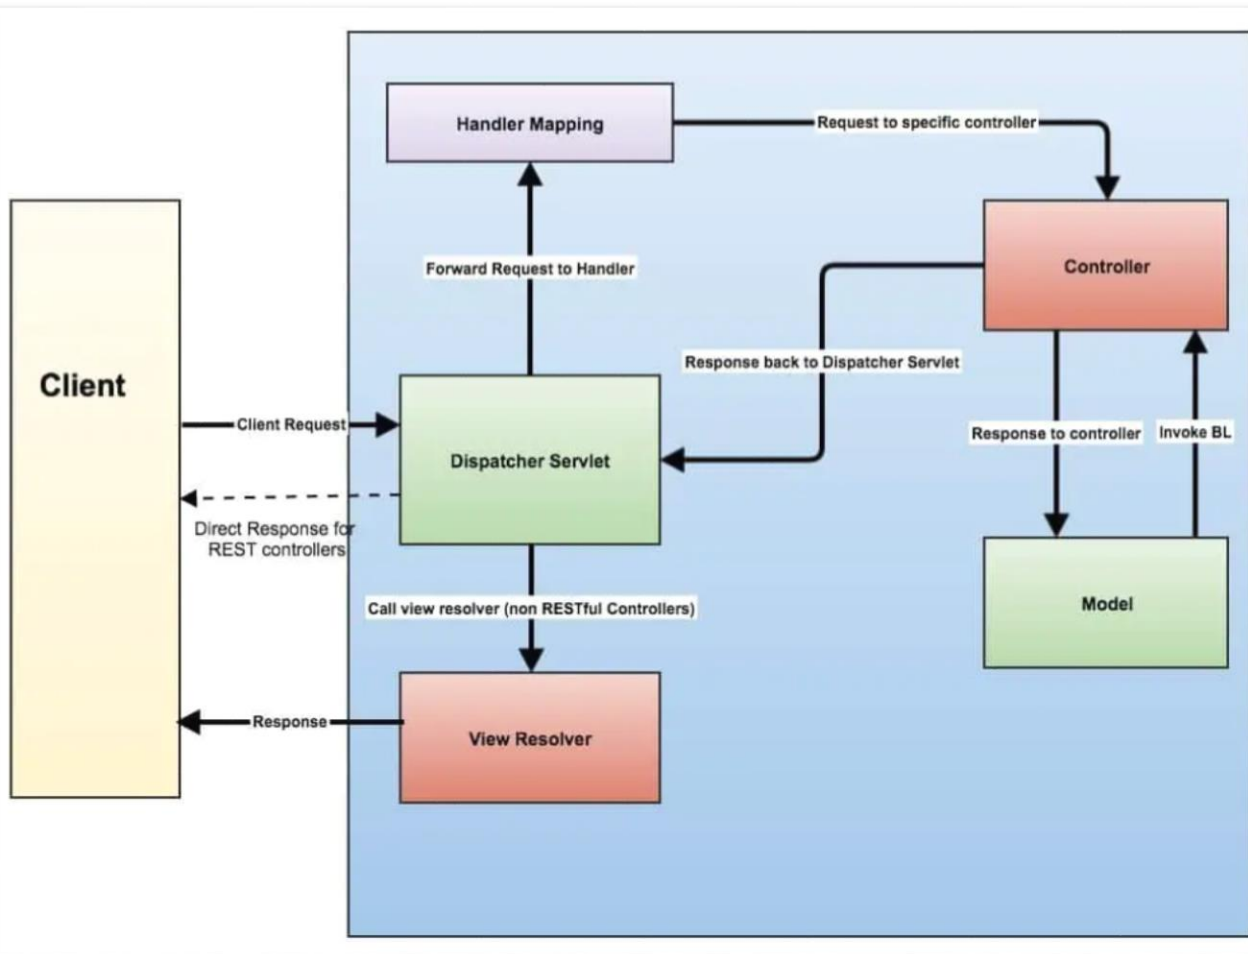 Handler Mapping
Request to specific controller
Controller
Forward Request to Handler
Response back to Dispatcher Servlet
Client
Client Request
Dispatcher Servlet
Response to controller
Invoke BL
Direct Response for
REST controllers
Call view resolver (non RESTful Controllers)
Model
Response
View Resolver